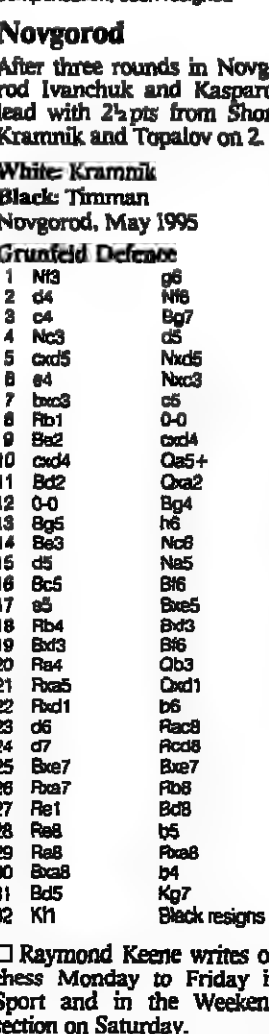 Novgorod
After three rounds in Novg
rod Ivanchuk and Kasparo
lead with 2½pts from Shor
Kramnik and Topalov on 2.
White: Kramnik
Black: Timman
Novgorod, May 1995
Grunfeld Defence
1 Nf3 g6
2 d4 Nf6
3 c4 Bg7
4 Nc3 d5
5 cxd5 Nxd5
6 e4 Nxc3
7 bxc3 c5
8 Rb1 0-0
9 Be2 cxd4
10 cxd4 Qa5+
11 Bd2 Qxa2
12 0-0 Bg4
13 Bg5 h6
14 Be3 Nc6
15 d5 Na5
16 Bc5 Bf6
17 e5 Bxe5
18 Rb4 Bxf3
19 Bxf3 Bf6
20 Ra4 Qb3
21 Rxa5 Qxd1
22 Rxd1 b6
23 d6 Rac8
24 d7 Rcd8
25 Bxe7 Bxe7
26 Rxa7 Rb8
27 Re1 Bd8
28 Re8 b5
29 Ra8 Rxa8
30 Bxa8 b4
31 Bd5 Kg7
32 Kh1 Black resigns
□ Raymond Keene writes o
chess Monday to Friday i
Sport and in the Weeken
section on Saturday.